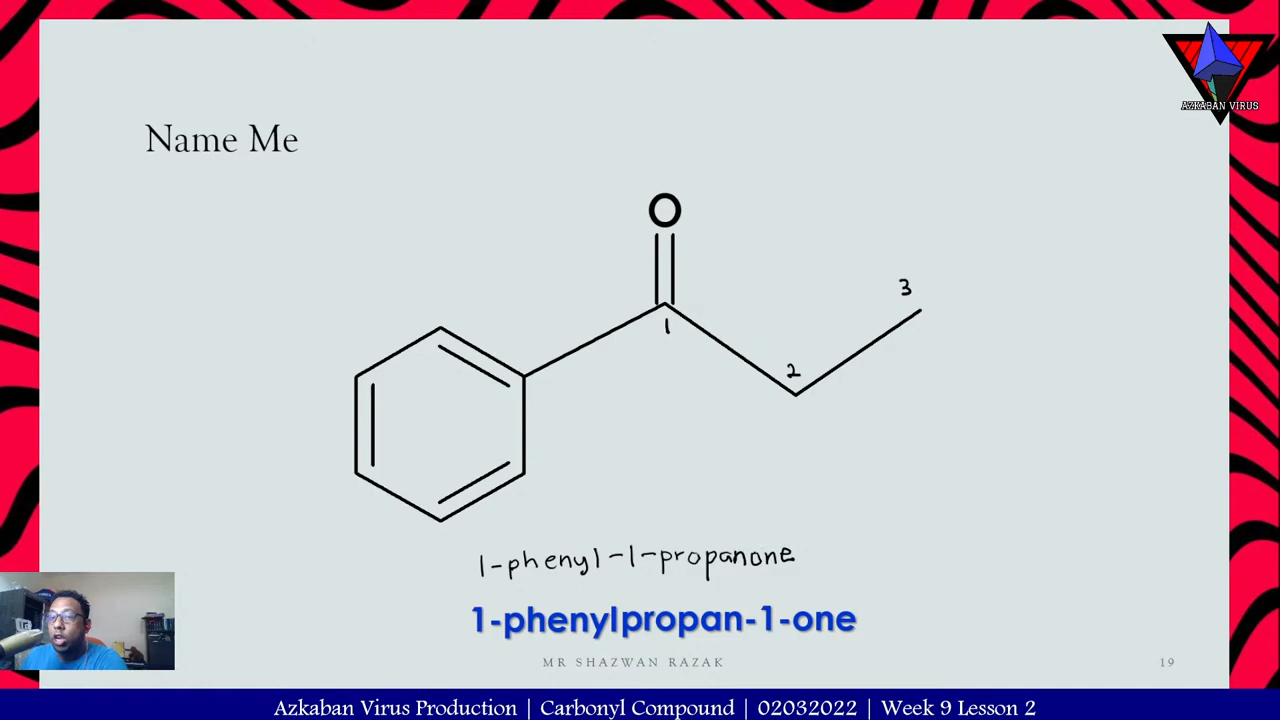 AZKABAN VIRUS
Name Me
O
3
1
2
1-phenyl-1-propanone
1-phenylpropan-1-one
MR SHAZWAN RAZAK
19
Azkaban Virus Production | Carbonyl Compound | 02032022 | Week 9 Lesson 2